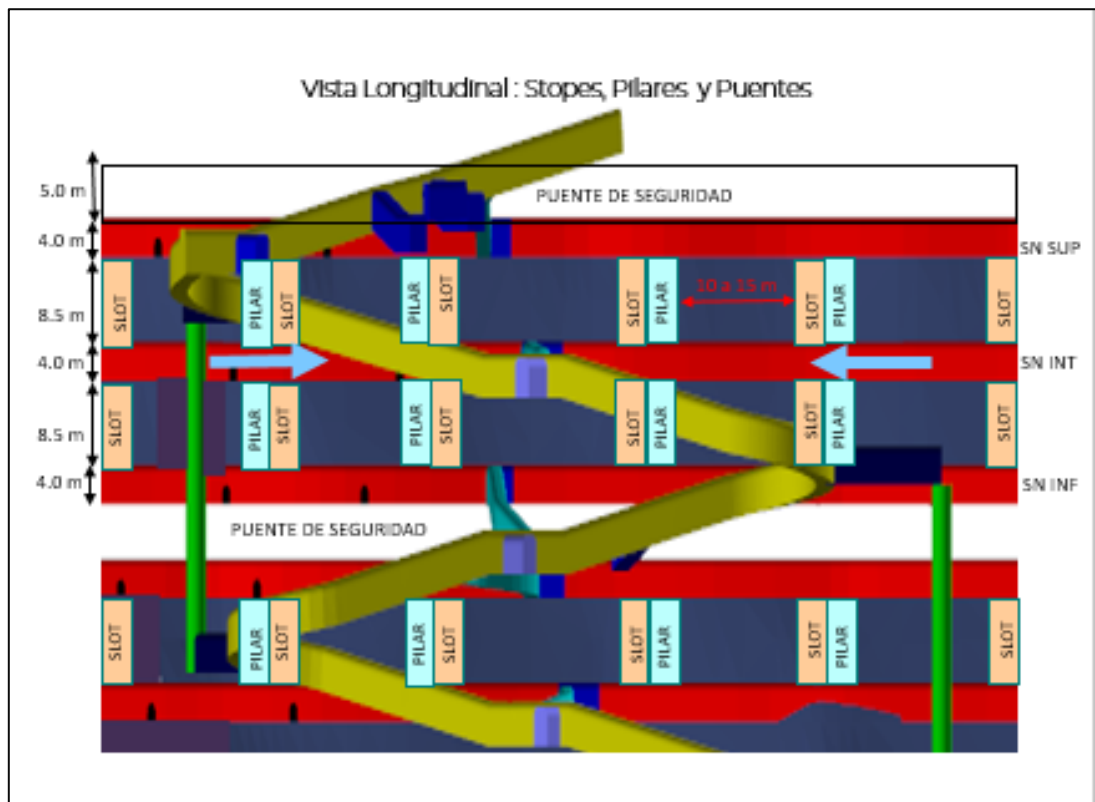 Vista Longitudinal : Stopes, Pilares y Puentes
5.0 m
PUENTE DE SEGURIDAD
4.0 m
SN SUP
8.5 m
SLOT
PILAR
SLOT
PILAR
SLOT
SLOT
PILAR
10 a 15 m
SLOT
PILAR
SLOT
4.0 m
SN INT
8.5 m
SLOT
PILAR
SLOT
PILAR
SLOT
SLOT
PILAR
SLOT
PILAR
SLOT
4.0 m
SN INF
PUENTE DE SEGURIDAD
SLOT
PILAR
SLOT
PILAR
SLOT
SLOT
PILAR
SLOT
PILAR
SLOT